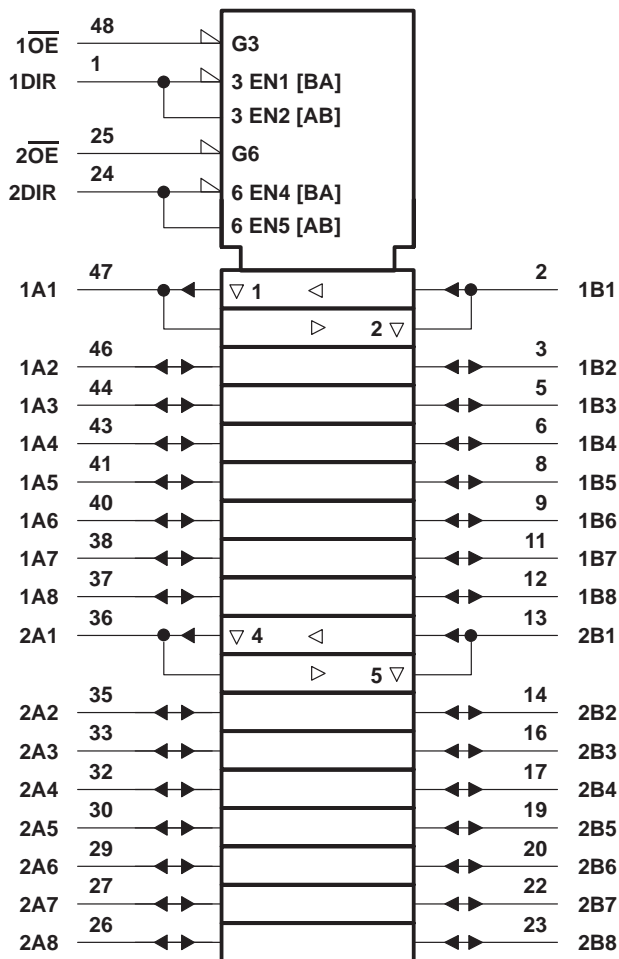 48
1O̅E̅ G3
1
1DIR 3 EN1 [BA]
3 EN2 [AB]
25
2O̅E̅ G6
24
2DIR 6 EN4 [BA]
6 EN5 [AB]
47 2
1A1 ▽ 1 ◁ 1B1
▷ 2 ▽
46 3
1A2 1B2
44 5
1A3 1B3
43 6
1A4 1B4
41 8
1A5 1B5
40 9
1A6 1B6
38 11
1A7 1B7
37 12
1A8 1B8
36 13
2A1 ▽ 4 ◁ 2B1
▷ 5 ▽
35 14
2A2 2B2
33 16
2A3 2B3
32 17
2A4 2B4
30 19
2A5 2B5
29 20
2A6 2B6
27 22
2A7 2B7
26 23
2A8 2B8